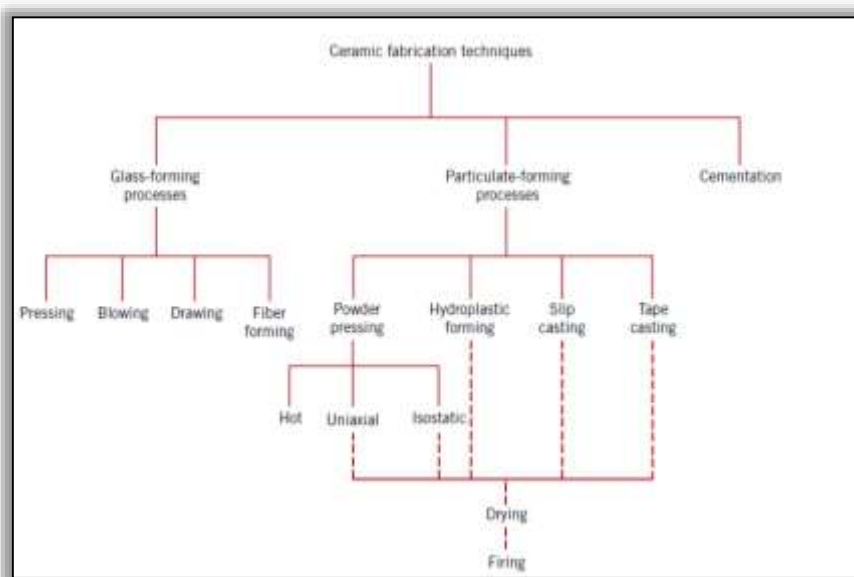 Ceramic fabrication techniques
Glass-forming
processes
Particulate-forming
processes
Cementation
Pressing
Blowing
Drawing
Fiber
forming
Powder
pressing
Hydroplastic
forming
Slip
casting
Tape
casting
Hot
Uniaxial
Isostatic
Drying
Firing